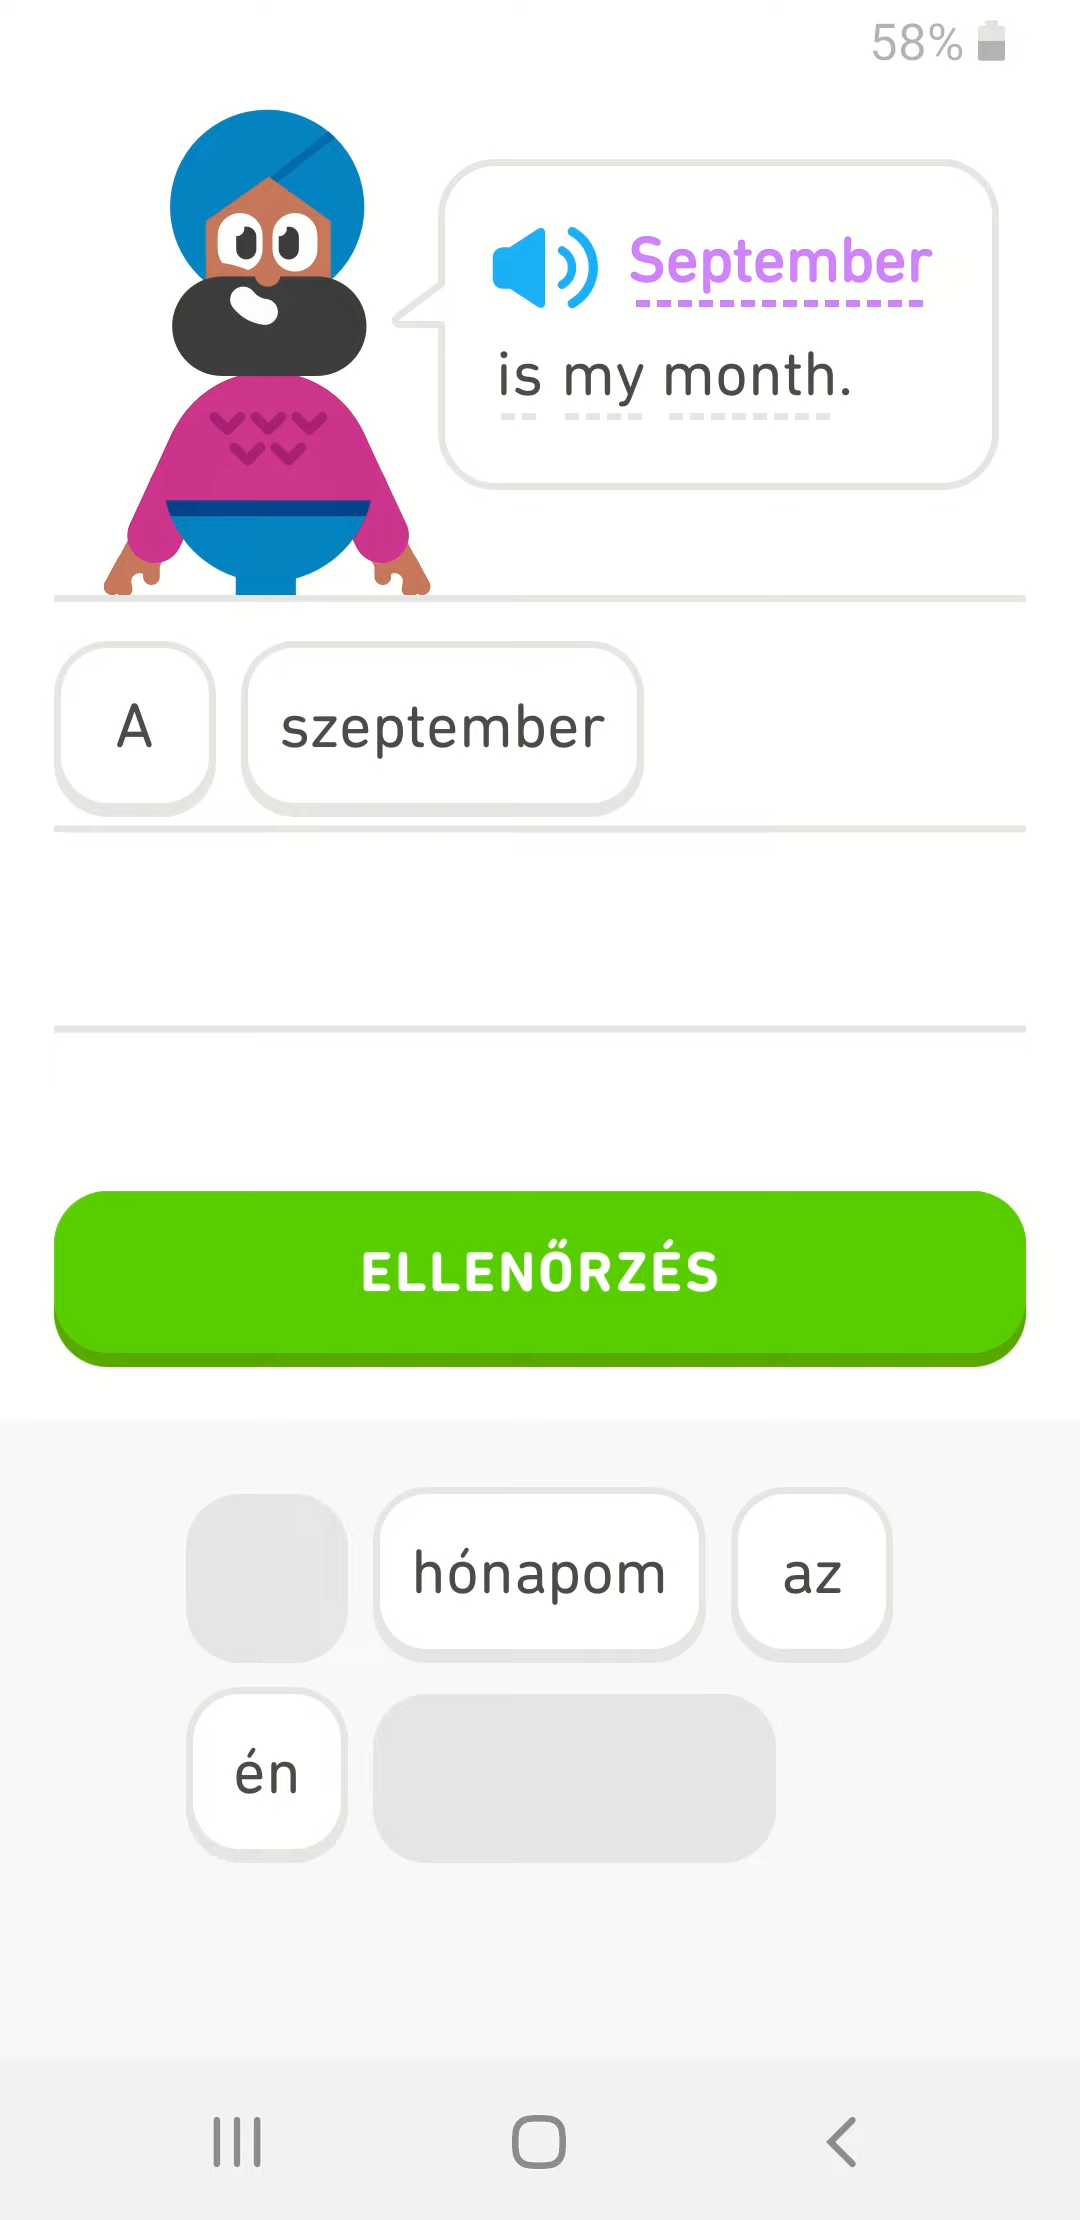 58%
September
is my month.
A szeptember
ELLENŐRZÉS
hónapom az
én